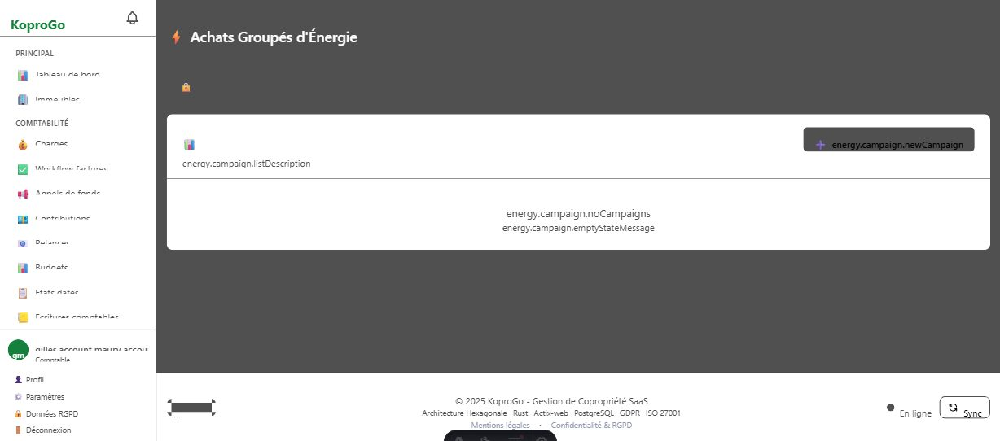 KoproGo
Achats Groupés d'Énergie
PRINCIPAL
Tableau de bord
Immeubles
COMPTABILITÉ
Charges
Workflow factures
Appels de fonds
Contributions
Relances
Budgets
Etats dates
Ecritures comptables
gm
gilles account maury accou
Comptable
Profil
Paramètres
Données RGPD
Déconnexion
energy.campaign.newCampaign
energy.campaign.listDescription
energy.campaign.noCampaigns
energy.campaign.emptyStateMessage
© 2025 KoproGo - Gestion de Copropriété SaaS
Architecture Hexagonale · Rust · Actix-web · PostgreSQL · GDPR · ISO 27001
Mentions légales · Confidentialité & RGPD
En ligne
Sync